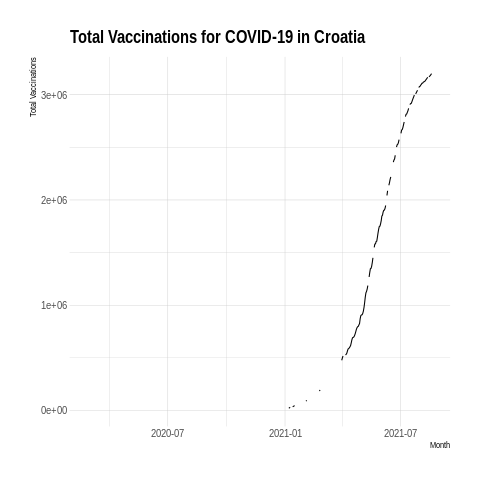 Total Vaccinations for COVID-19 in Croatia
Total Vaccinations
3e+06
2e+06
1e+06
0e+00
2020-07 2021-01 2021-07
Month